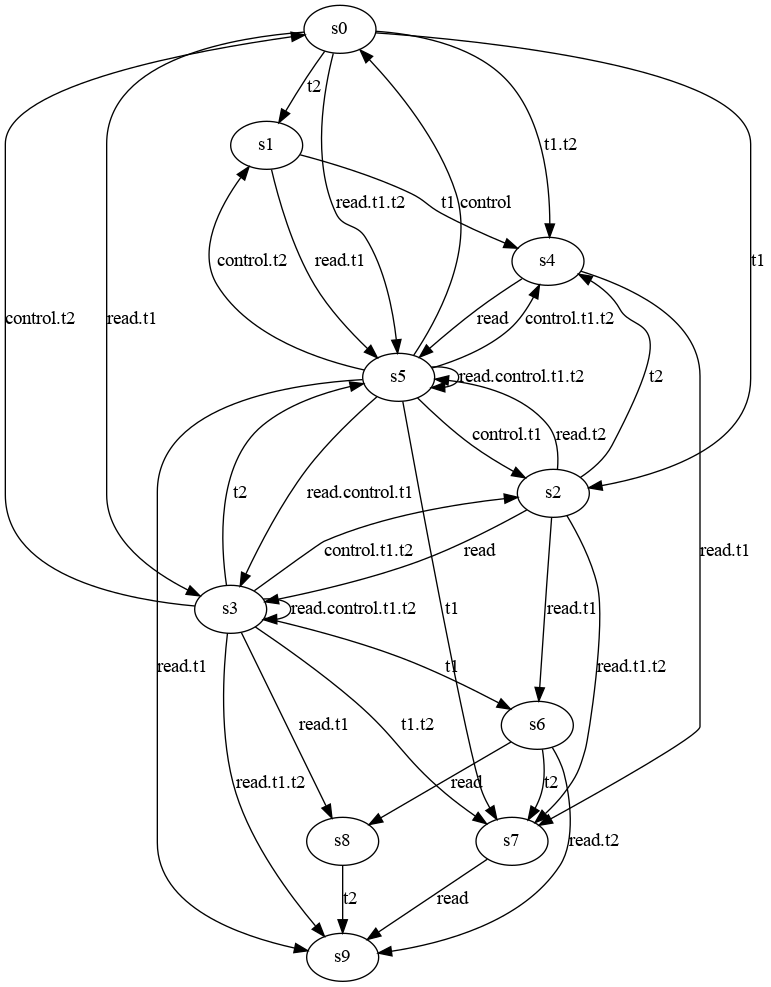 s0
t2
s1
t1.t2
read.t1.t2
t1
control
control.t2
read.t1
s4
t1
control.t2
read.t1
read
control.t1.t2
s5
read.control.t1.t2
t2
control.t1
read.t2
t2
read.control.t1
s2
control.t1.t2
read
read.t1
s3
read.control.t1.t2
t1
read.t1
read.t1
t1
read.t1.t2
read.t1
t1.t2
s6
read.t1.t2
read
t2
s8
s7
read.t2
t2
read
s9